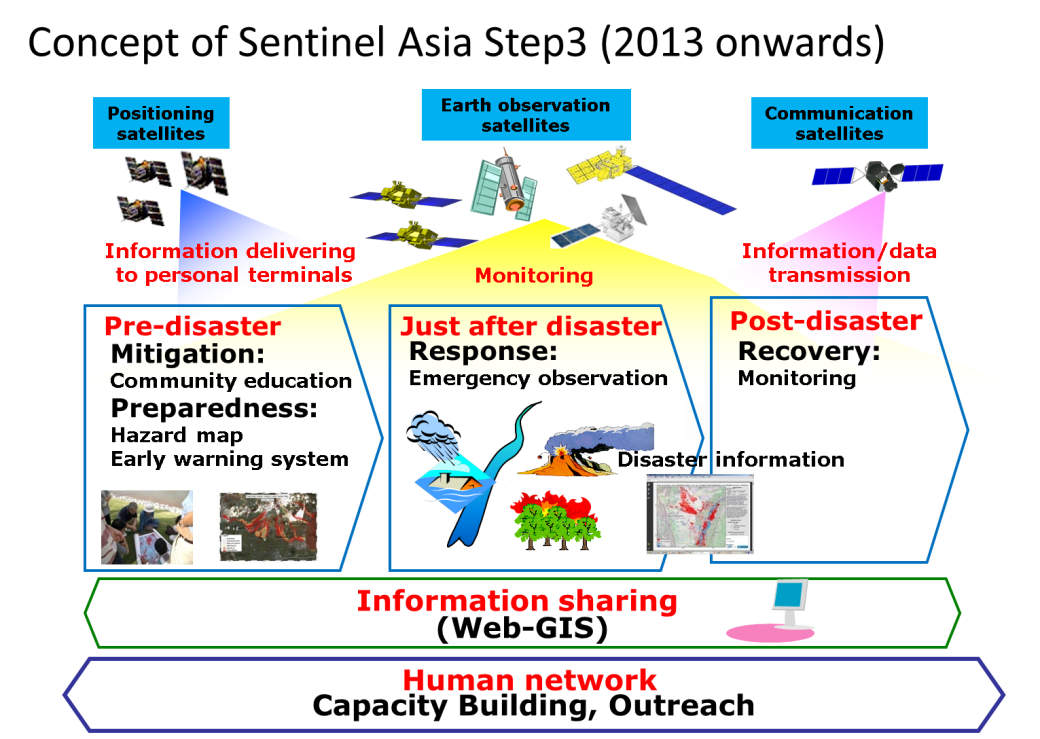 Concept of Sentinel Asia Step3 (2013 onwards)
Positioning
satellites
Earth observation
satellites
Communication
satellites
Information delivering
to personal terminals
Monitoring
Information/data
transmission
Pre-disaster
Mitigation:
Community education
Preparedness:
Hazard map
Early warning system
Just after disaster
Response:
Emergency observation
Disaster information
Post-disaster
Recovery:
Monitoring
Information sharing
(Web-GIS)
Human network
Capacity Building, Outreach